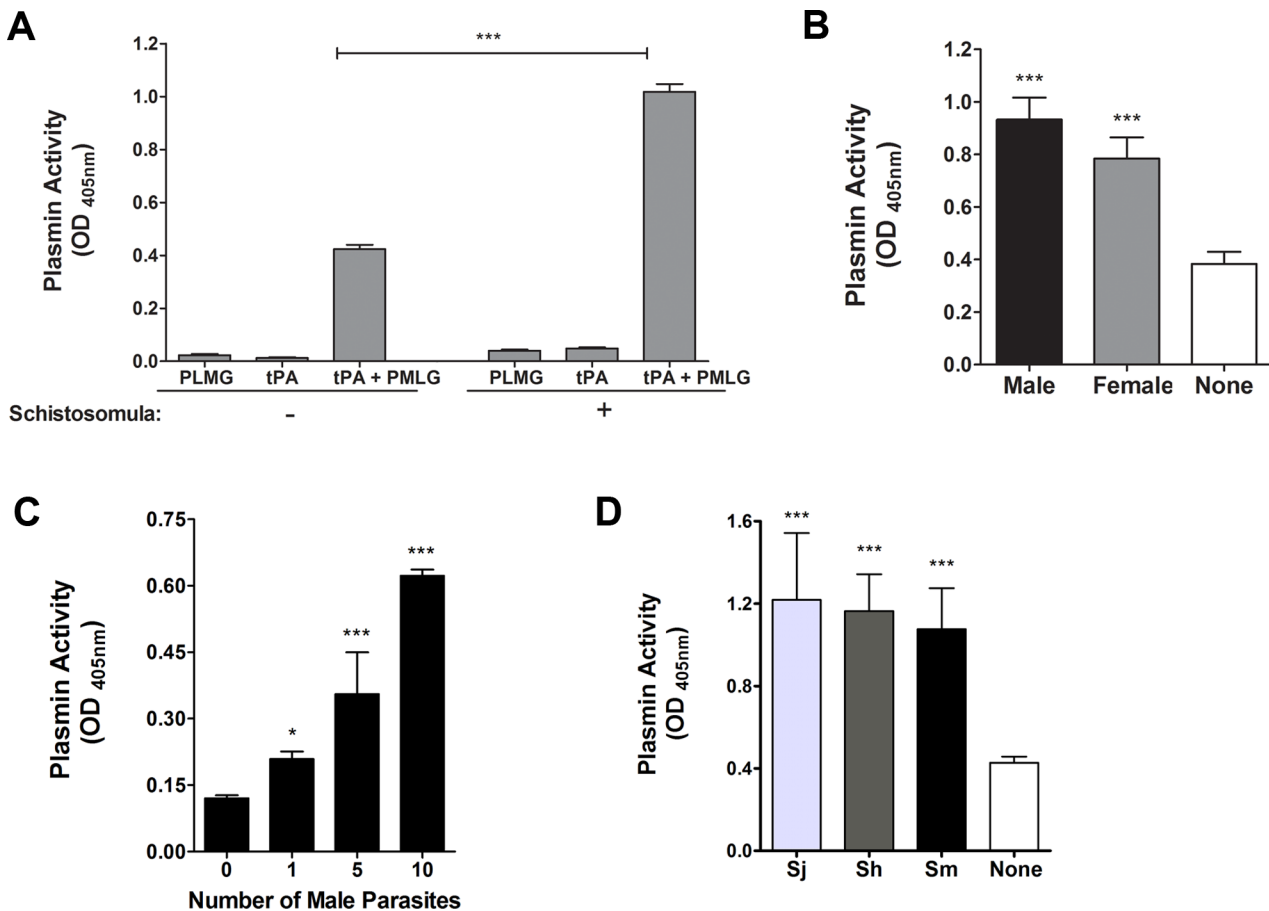 A
Plasmin Activity
(OD 405nm)
1.2
1.0
0.8
0.6
0.4
0.2
0.0
***
PLMG tPA tPA + PMLG PLMG tPA tPA + PMLG
Schistosomula: - +
B
Plasmin Activity
(OD 405nm)
1.2
1.0
0.8
0.6
0.4
0.2
0.0
*** ***
Male Female None
C
Plasmin Activity
(OD 405nm)
0.75
0.60
0.45
0.30
0.15
0.00
* *** ***
0 1 5 10
Number of Male Parasites
D
Plasmin Activity
(OD 405nm)
1.6
1.2
0.8
0.4
0.0
*** *** ***
Sj Sh Sm None